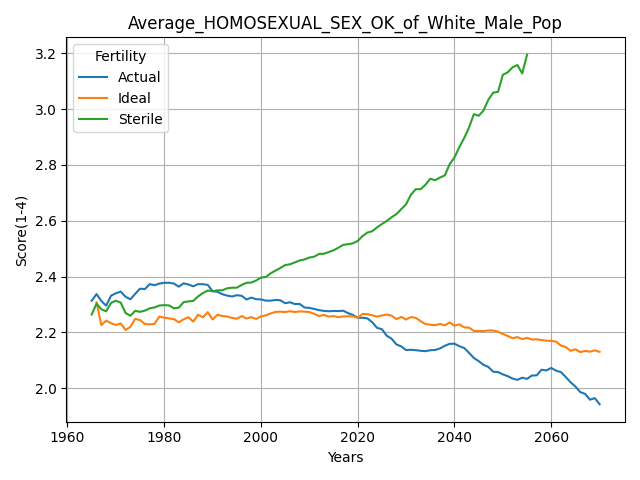 Average_HOMOSEXUAL_SEX_OK_of_White_Male_Pop
Fertility
Actual
Ideal
Sterile
Score(1-4)
3.2
3.0
2.8
2.6
2.4
2.2
2.0
1960
1980
2000
2020
2040
2060
Years